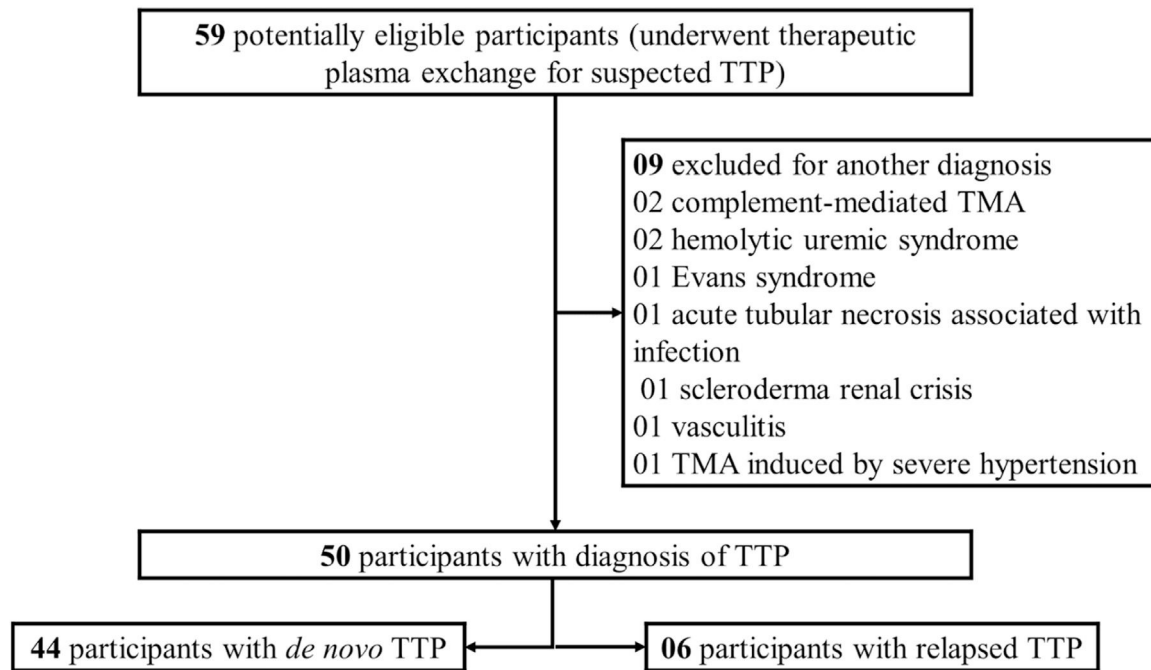 59 potentially eligible participants (underwent therapeutic
plasma exchange for suspected TTP)
09 excluded for another diagnosis
02 complement-mediated TMA
02 hemolytic uremic syndrome
01 Evans syndrome
01 acute tubular necrosis associated with
infection
01 scleroderma renal crisis
01 vasculitis
01 TMA induced by severe hypertension
50 participants with diagnosis of TTP
44 participants with de novo TTP
06 participants with relapsed TTP